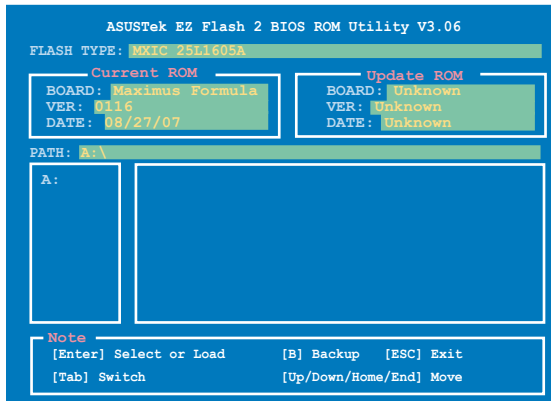 ASUSTek EZ Flash 2 BIOS ROM Utility V3.06
FLASH TYPE: MXIC 25L1605A
Current ROM
BOARD: Maximus Formula
VER: 0116
DATE: 08/27/07
Update ROM
BOARD: Unknown
VER: Unknown
DATE: Unknown
PATH: A:\
A:
Note
[Enter] Select or Load [B] Backup [ESC] Exit
[Tab] Switch [Up/Down/Home/End] Move